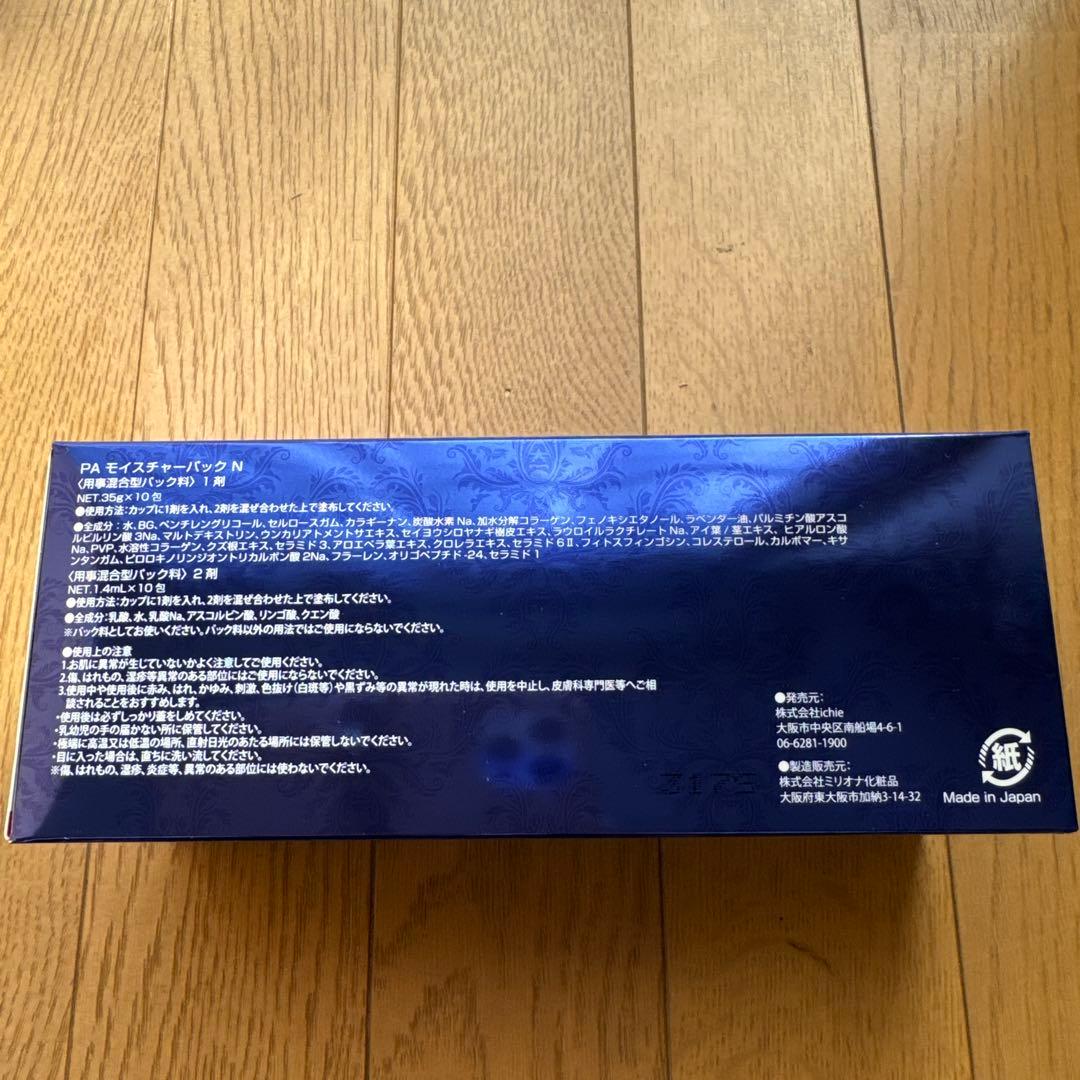 PA モイスチャーパック N
〈用事混合型パック料〉1剤
NET.35g×10包
●使用方法:カップに1剤を入れ、2剤を混ぜ合わせた上で塗布してください。
●全成分:水、BG、ペンチレングリコール、セルロースガム、カラギーナン、炭酸水素Na、加水分解コラーゲン、フェノキシエタノール、ラベンダー油、パルミチン酸アスコ
ルビルリン酸3Na、マルトデキストリン、ウンカリアトメントサエキス、セイヨウシロヤナギ樹皮エキス、ラウロイルラクチレートNa、アイ葉/茎エキス、ヒアルロン酸
Na、PVP、水溶性コラーゲン、クズ根エキス、セラミド3、アロエベラ葉エキス、クロレラエキス、セラミド6Ⅱ、フィトスフィンゴシン、コレステロール、カルボマー、キサ
ンタンガム、ピロロキノリンジオントリカルボン酸2Na、フラーレン、オリゴペプチド-24、セラミド1
〈用事混合型パック料〉2剤
NET.1.4mL×10包
●使用方法:カップに1剤を入れ、2剤を混ぜ合わせた上で塗布してください。
●全成分:乳酸、水、乳酸Na、アスコルビン酸、リンゴ酸、クエン酸
※パック料としてお使いください。パック料以外の用法ではご使用にならないでください。
●使用上の注意
1.お肌に異常が生じていないかよく注意してご使用ください。
2.傷、はれもの、湿疹等異常のある部位にはご使用にならないでください。
3.使用中や使用後に赤み、はれ、かゆみ、刺激、色抜け(白斑等)や黒ずみ等の異常が現れた時は、使用を中止し、皮膚科専門医等へご相
談されることをおすすめします。
・使用後は必ずしっかり蓋をしめてください。
・乳幼児の手の届かない所に保管してください。
・極端に高温又は低温の場所、直射日光のあたる場所には保管しないでください。
・目に入った場合は、直ちに洗い流してください。
※傷、はれもの、湿疹、炎症等、異常のある部位には使わないでください。
3175
●発売元:
株式会社ichie
大阪市中央区南船場4-6-1
06-6281-1900
●製造販売元:
株式会社ミリオナ化粧品
大阪府東大阪市加納3-14-32
紙
Made in Japan